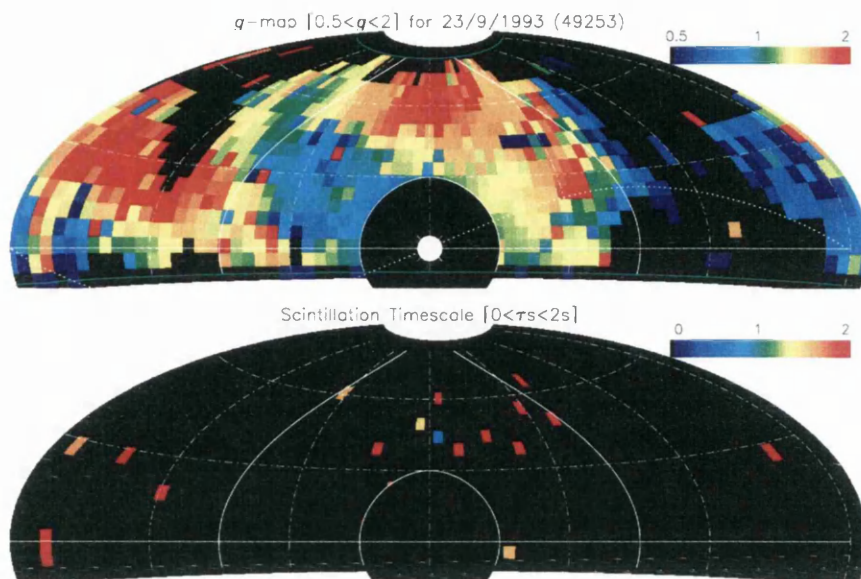 g-map [0.5<g<2] for 23/9/1993 (49253)
0.5 1 2
Scintillation Timescale [0<τs<2s]
0 1 2